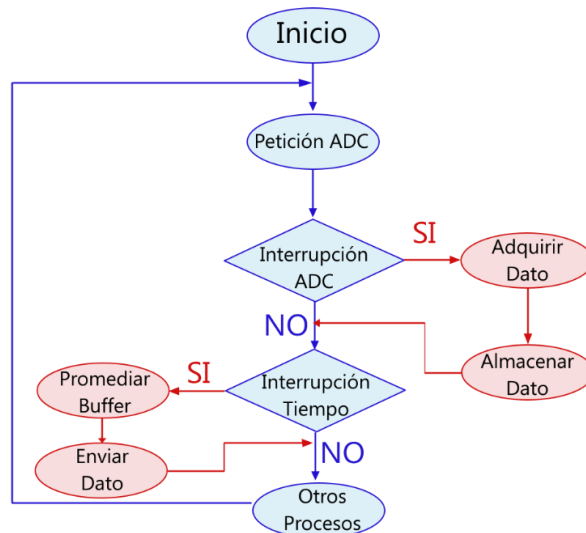 Inicio
Petición ADC
Interrupción
ADC
SI
Adquirir
Dato
NO
Almacenar
Dato
Interrupción
Tiempo
SI
Promediar
Buffer
Enviar
Dato
NO
Otros
Procesos